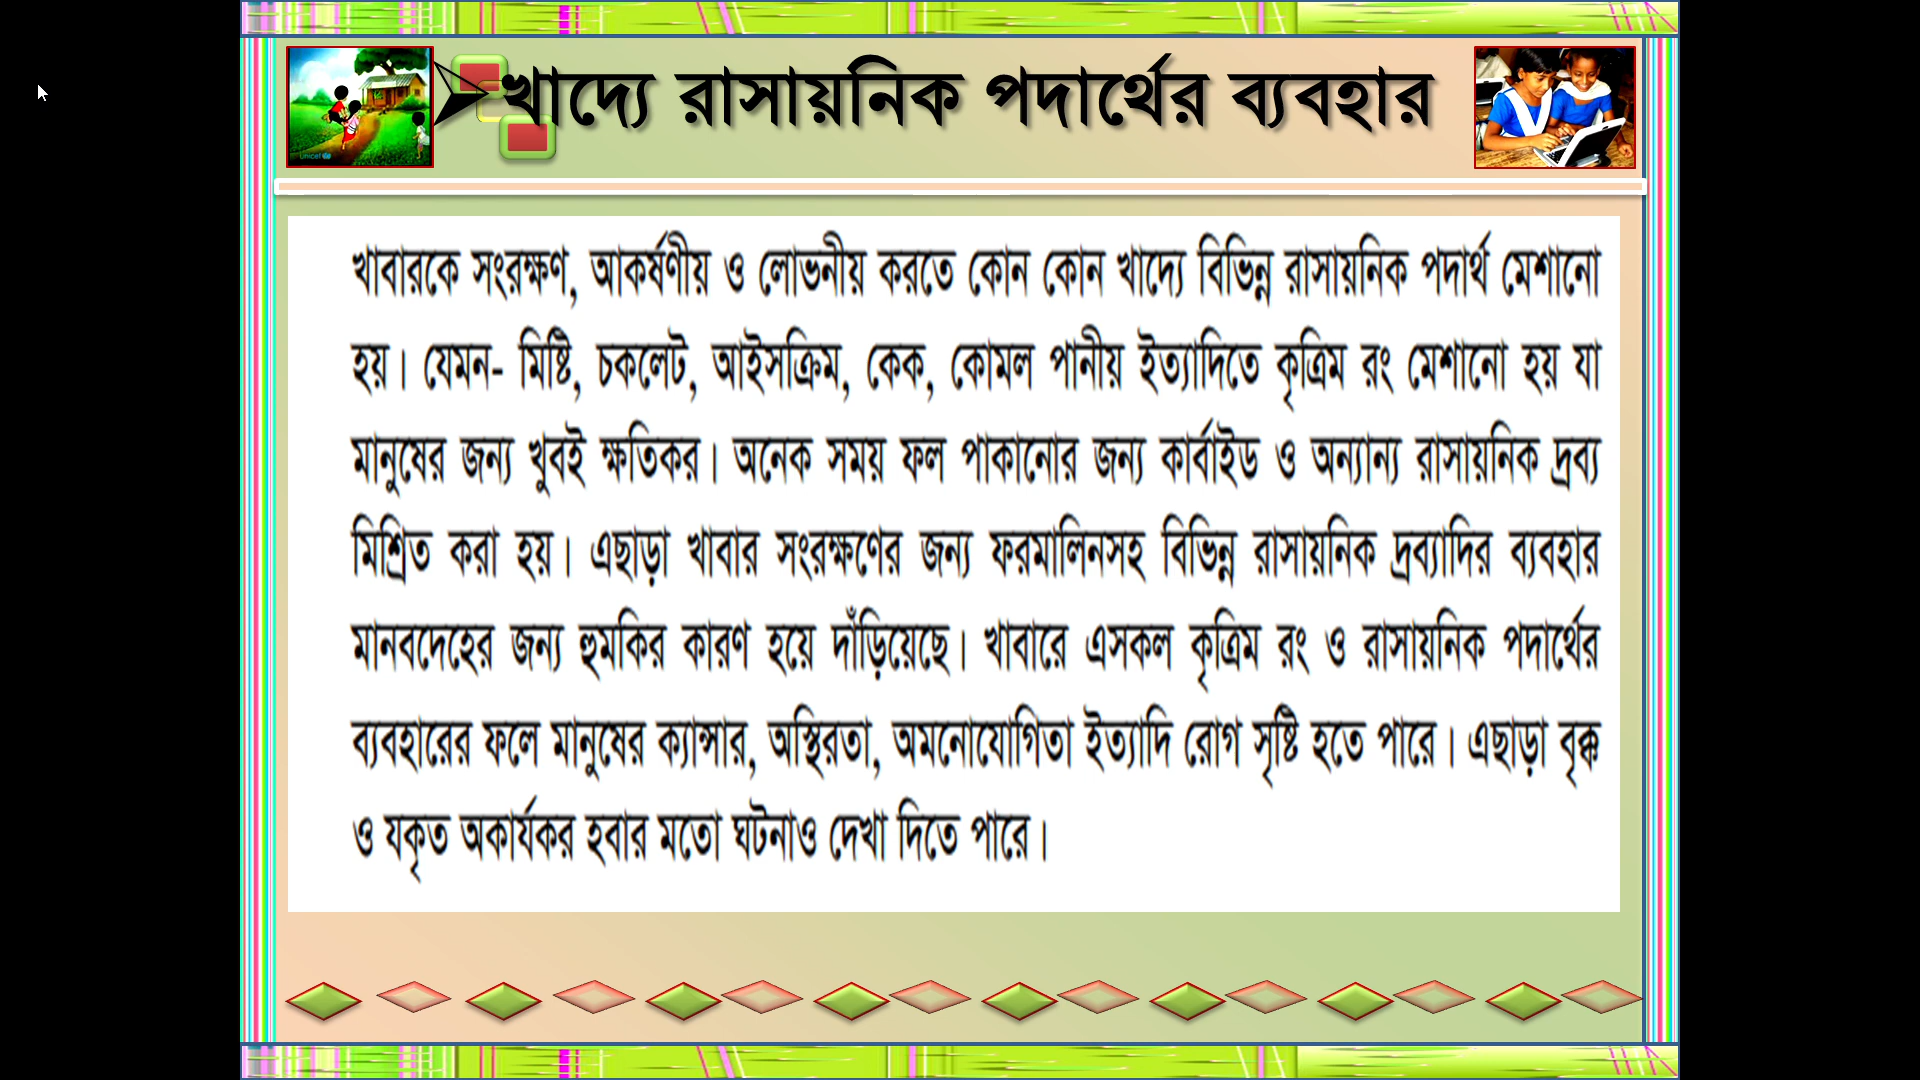 খাদ্যে রাসায়নিক পদার্থের ব্যবহার
খাবারকে সংরক্ষণ, আকর্ষণীয় ও লোভনীয় করতে কোন কোন খাদ্যে বিভিন্ন রাসায়নিক পদার্থ মেশানো
হয়। যেমন- মিষ্টি, চকলেট, আইসক্রিম, কেক, কোমল পানীয় ইত্যাদিতে কৃত্রিম রং মেশানো হয় যা
মানুষের জন্য খুবই ক্ষতিকর। অনেক সময় ফল পাকানোর জন্য কার্বাইড ও অন্যান্য রাসায়নিক দ্রব্য
মিশ্রিত করা হয়। এছাড়া খাবার সংরক্ষণের জন্য ফরমালিনসহ বিভিন্ন রাসায়নিক দ্রব্যাদির ব্যবহার
মানবদেহের জন্য হুমকির কারণ হয়ে দাঁড়িয়েছে। খাবারে এসকল কৃত্রিম রং ও রাসায়নিক পদার্থের
ব্যবহারের ফলে মানুষের ক্যান্সার, অস্থিরতা, অমনোযোগিতা ইত্যাদি রোগ সৃষ্টি হতে পারে। এছাড়া বৃক্ক
ও যকৃত অকার্যকর হবার মতো ঘটনাও দেখা দিতে পারে।
unicef